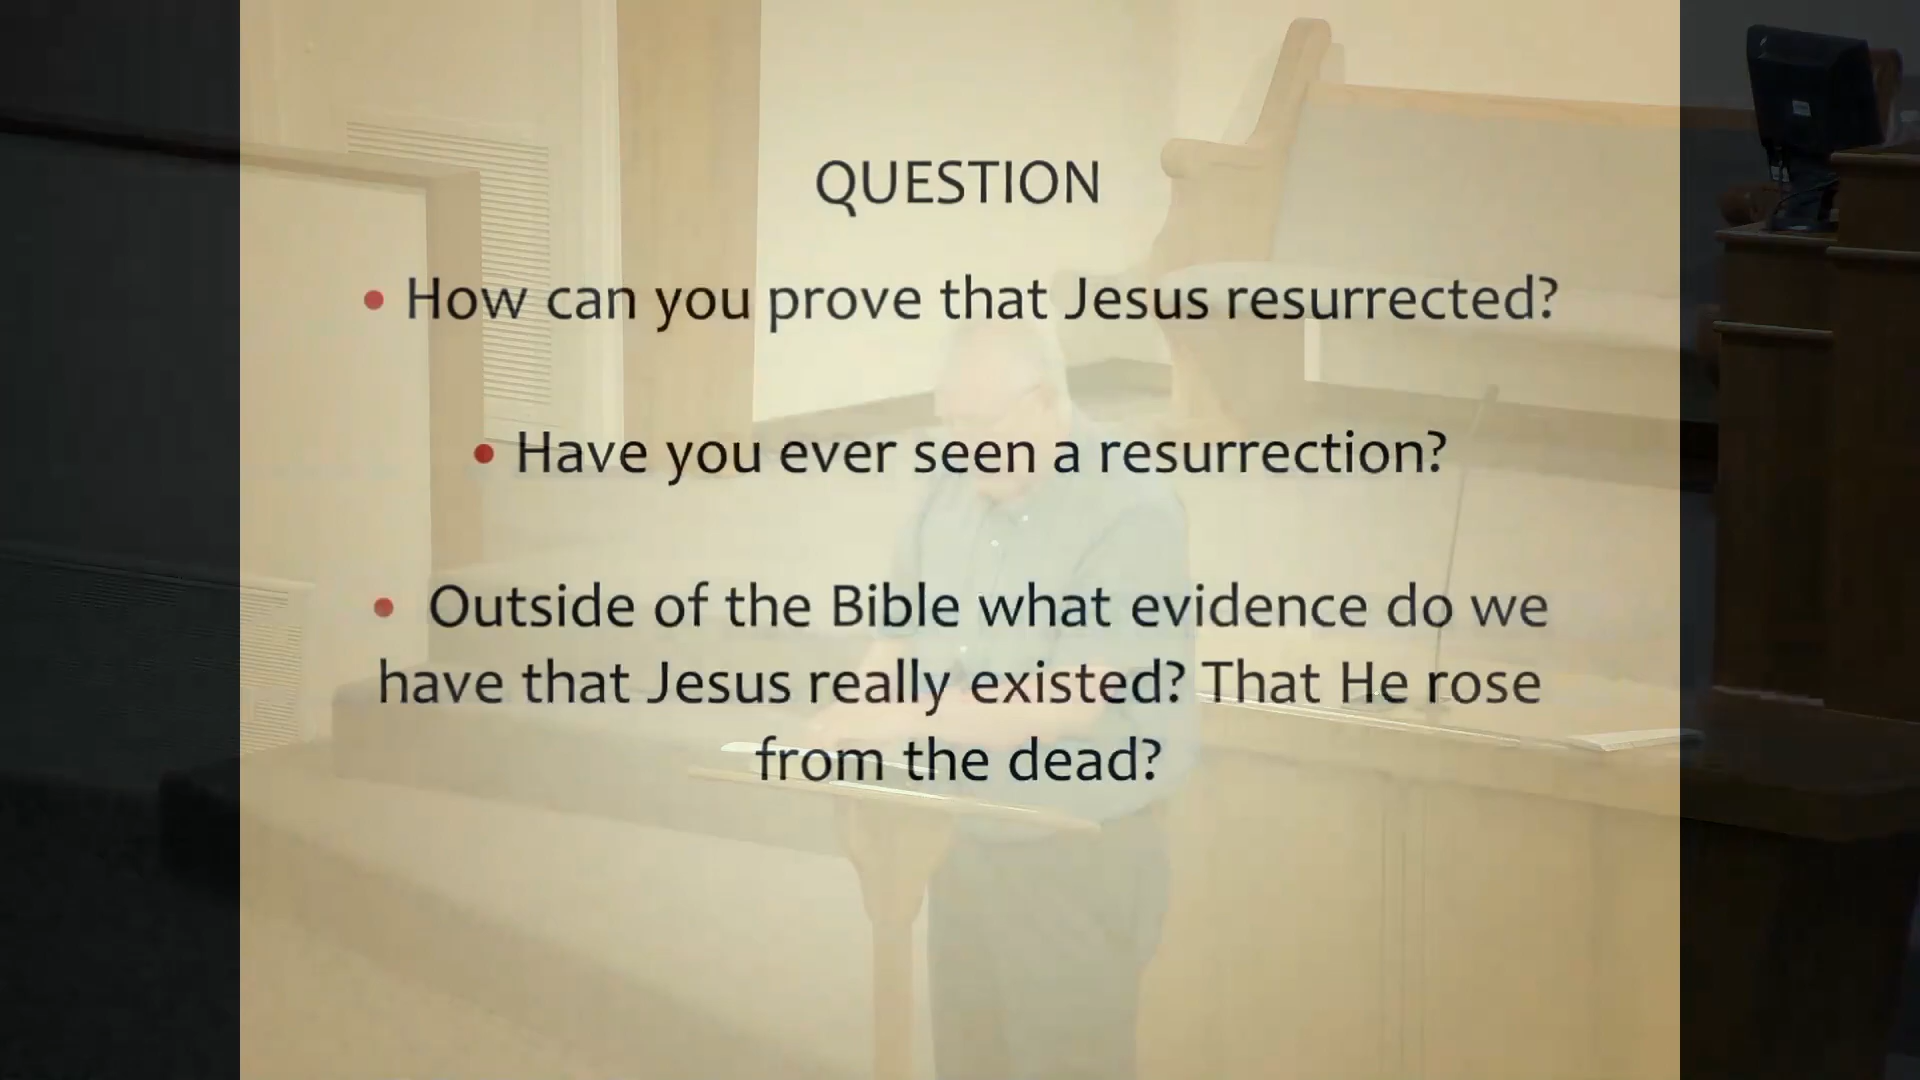 QUESTION
• How can you prove that Jesus resurrected?
• Have you ever seen a resurrection?
• Outside of the Bible what evidence do we
have that Jesus really existed? That He rose
from the dead?